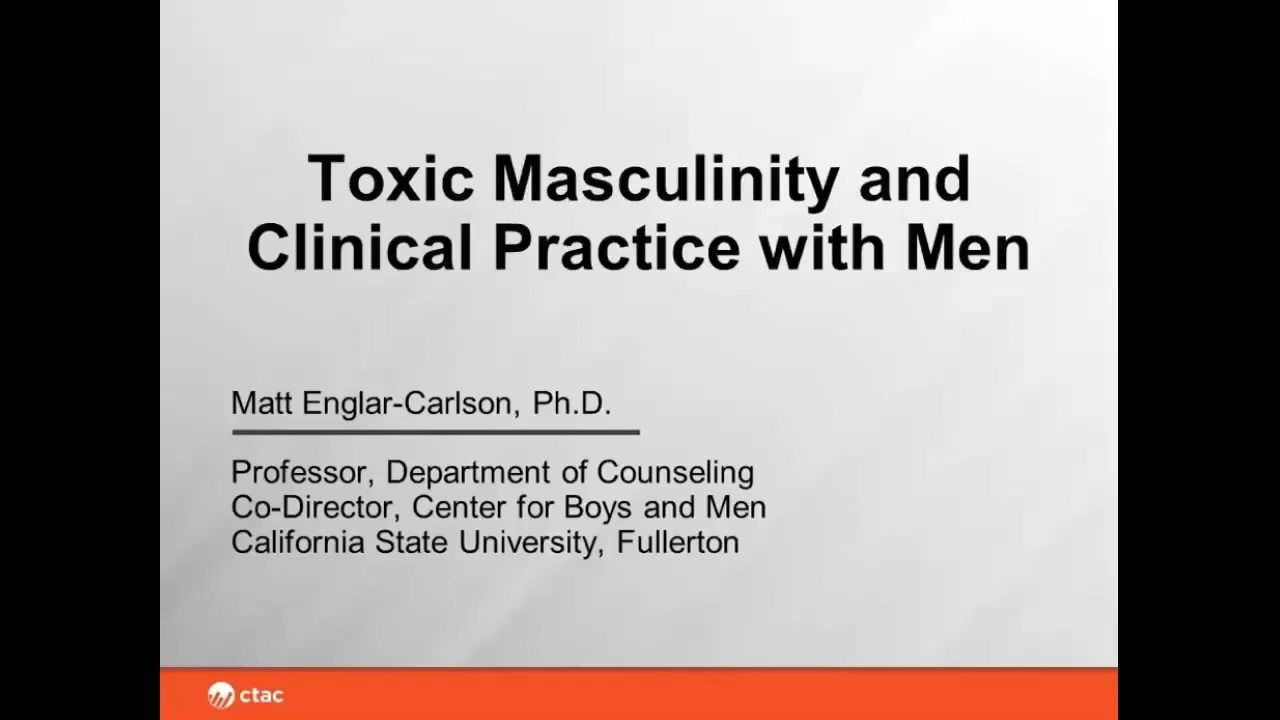 Toxic Masculinity and
Clinical Practice with Men
Matt Englar-Carlson, Ph.D.
Professor, Department of Counseling
Co-Director, Center for Boys and Men
California State University, Fullerton
ctac